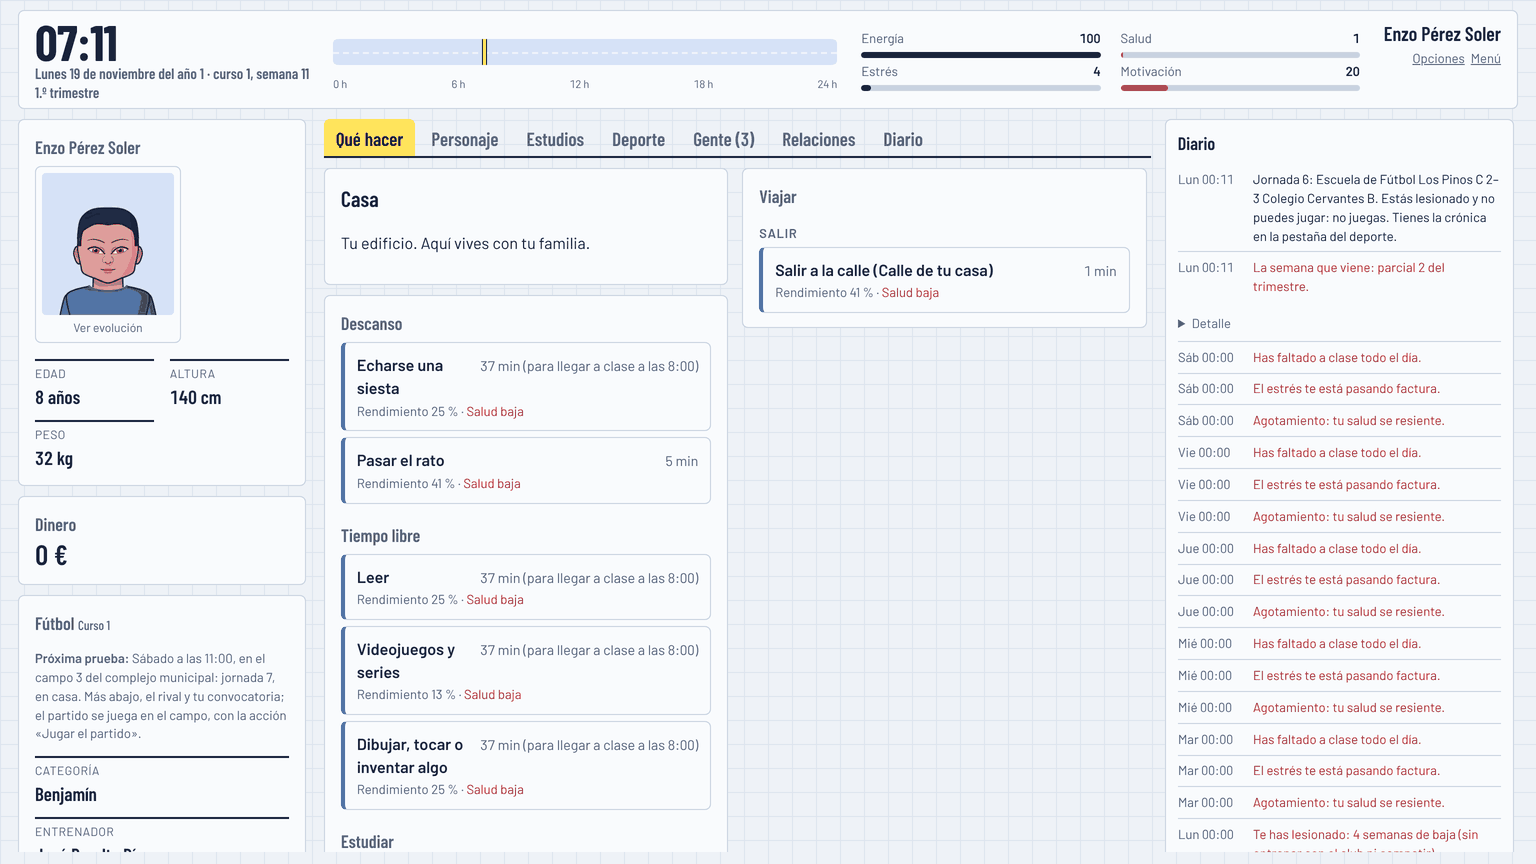 07:11
Lunes 19 de noviembre del año 1 · curso 1, semana 11
1.º trimestre
0 h
6 h
12 h
18 h
24 h
Energía 100
Estrés 4
Salud 1
Motivación 20
Enzo Pérez Soler
Opciones Menú
Enzo Pérez Soler
Ver evolución
EDAD
8 años
ALTURA
140 cm
PESO
32 kg
Dinero
0 €
Fútbol Curso 1
Próxima prueba: Sábado a las 11:00, en el
campo 3 del complejo municipal: jornada 7,
en casa. Más abajo, el rival y tu convocatoria;
el partido se juega en el campo, con la acción
«Jugar el partido».
CATEGORÍA
Benjamín
ENTRENADOR
Qué hacer
Personaje
Estudios
Deporte
Gente (3)
Relaciones
Diario
Casa
Tu edificio. Aquí vives con tu familia.
Descanso
Echarse una
siesta
37 min (para llegar a clase a las 8:00)
Rendimiento 25 % · Salud baja
Pasar el rato
5 min
Rendimiento 41 % · Salud baja
Tiempo libre
Leer
37 min (para llegar a clase a las 8:00)
Rendimiento 25 % · Salud baja
Videojuegos y
series
37 min (para llegar a clase a las 8:00)
Rendimiento 13 % · Salud baja
Dibujar, tocar o
inventar algo
37 min (para llegar a clase a las 8:00)
Rendimiento 25 % · Salud baja
Estudiar
Viajar
SALIR
Salir a la calle (Calle de tu casa)
1 min
Rendimiento 41 % · Salud baja
Diario
Lun 00:11 Jornada 6: Escuela de Fútbol Los Pinos C 2–
3 Colegio Cervantes B. Estás lesionado y no
puedes jugar: no juegas. Tienes la crónica
en la pestaña del deporte.
Lun 00:11 La semana que viene: parcial 2 del
trimestre.
▶ Detalle
Sáb 00:00 Has faltado a clase todo el día.
Sáb 00:00 El estrés te está pasando factura.
Sáb 00:00 Agotamiento: tu salud se resiente.
Vie 00:00 Has faltado a clase todo el día.
Vie 00:00 El estrés te está pasando factura.
Vie 00:00 Agotamiento: tu salud se resiente.
Jue 00:00 Has faltado a clase todo el día.
Jue 00:00 El estrés te está pasando factura.
Jue 00:00 Agotamiento: tu salud se resiente.
Mié 00:00 Has faltado a clase todo el día.
Mié 00:00 El estrés te está pasando factura.
Mié 00:00 Agotamiento: tu salud se resiente.
Mar 00:00 Has faltado a clase todo el día.
Mar 00:00 El estrés te está pasando factura.
Mar 00:00 Agotamiento: tu salud se resiente.
Lun 00:00 Te has lesionado: 4 semanas de baja (sin